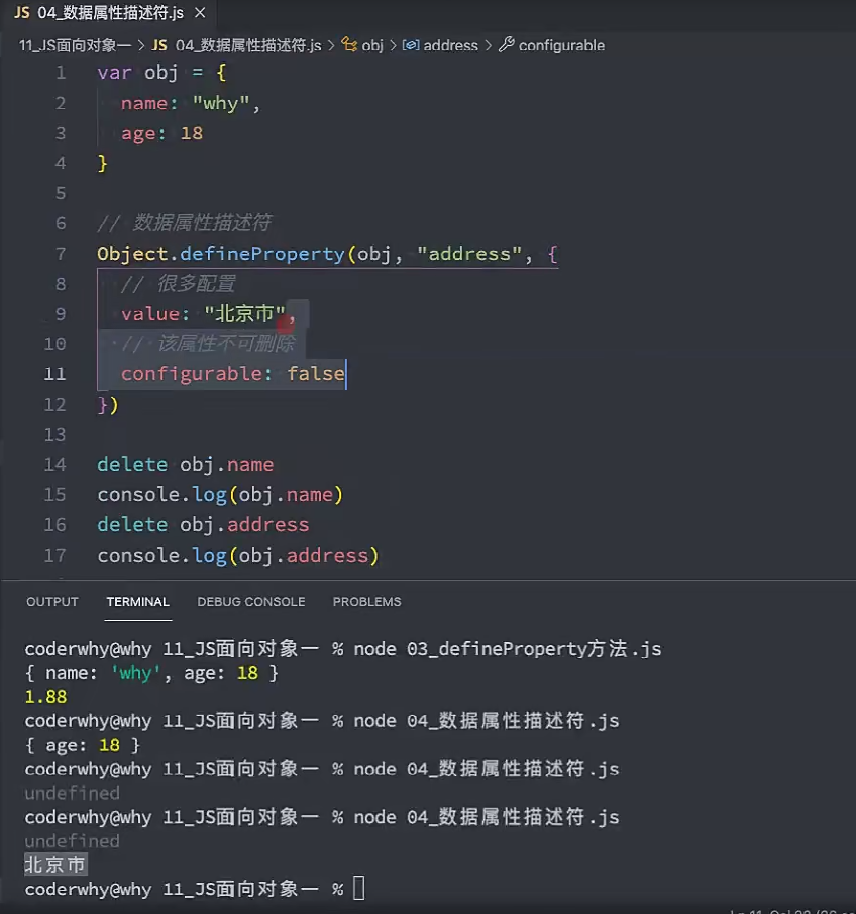 JS 04_数据属性描述符.js ×
11_JS面向对象一 > JS 04_数据属性描述符.js > obj > address > configurable
1 var obj = {
2 name: "why",
3 age: 18
4 }
5
6 // 数据属性描述符
7 Object.defineProperty(obj, "address", {
8 // 很多配置
9 value: "北京市",
10 // 该属性不可删除
11 configurable: false
12 })
13
14 delete obj.name
15 console.log(obj.name)
16 delete obj.address
17 console.log(obj.address)
OUTPUT TERMINAL DEBUG CONSOLE PROBLEMS
coderwhy@why 11_JS面向对象一 % node 03_defineProperty方法.js
{ name: 'why', age: 18 }
1.88
coderwhy@why 11_JS面向对象一 % node 04_数据属性描述符.js
{ age: 18 }
coderwhy@why 11_JS面向对象一 % node 04_数据属性描述符.js
undefined
coderwhy@why 11_JS面向对象一 % node 04_数据属性描述符.js
undefined
北京市
coderwhy@why 11_JS面向对象一 %